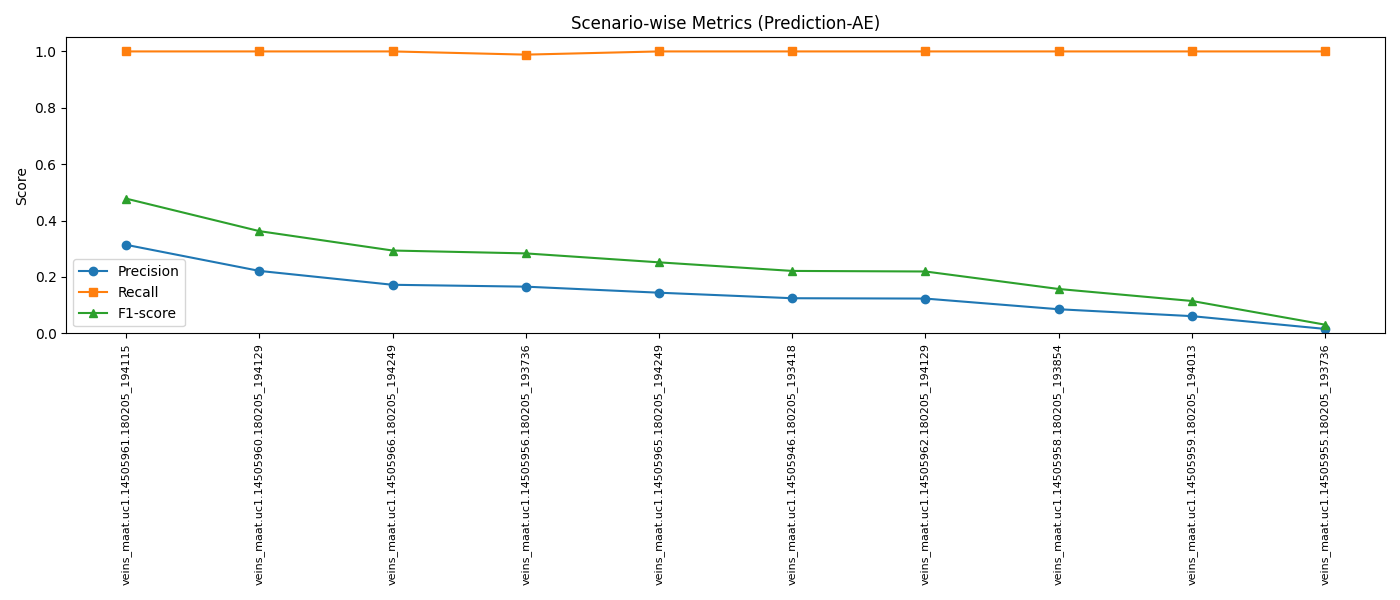 Scenario-wise Metrics (Prediction-AE)
Score
1.0
0.8
0.6
0.4
0.2
0.0
Precision
Recall
F1-score
veins_maat.uc1.14505961.180205_194115
veins_maat.uc1.14505960.180205_194129
veins_maat.uc1.14505966.180205_194249
veins_maat.uc1.14505956.180205_193736
veins_maat.uc1.14505965.180205_194249
veins_maat.uc1.14505946.180205_193418
veins_maat.uc1.14505962.180205_194129
veins_maat.uc1.14505958.180205_193854
veins_maat.uc1.14505959.180205_194013
veins_maat.uc1.14505955.180205_193736